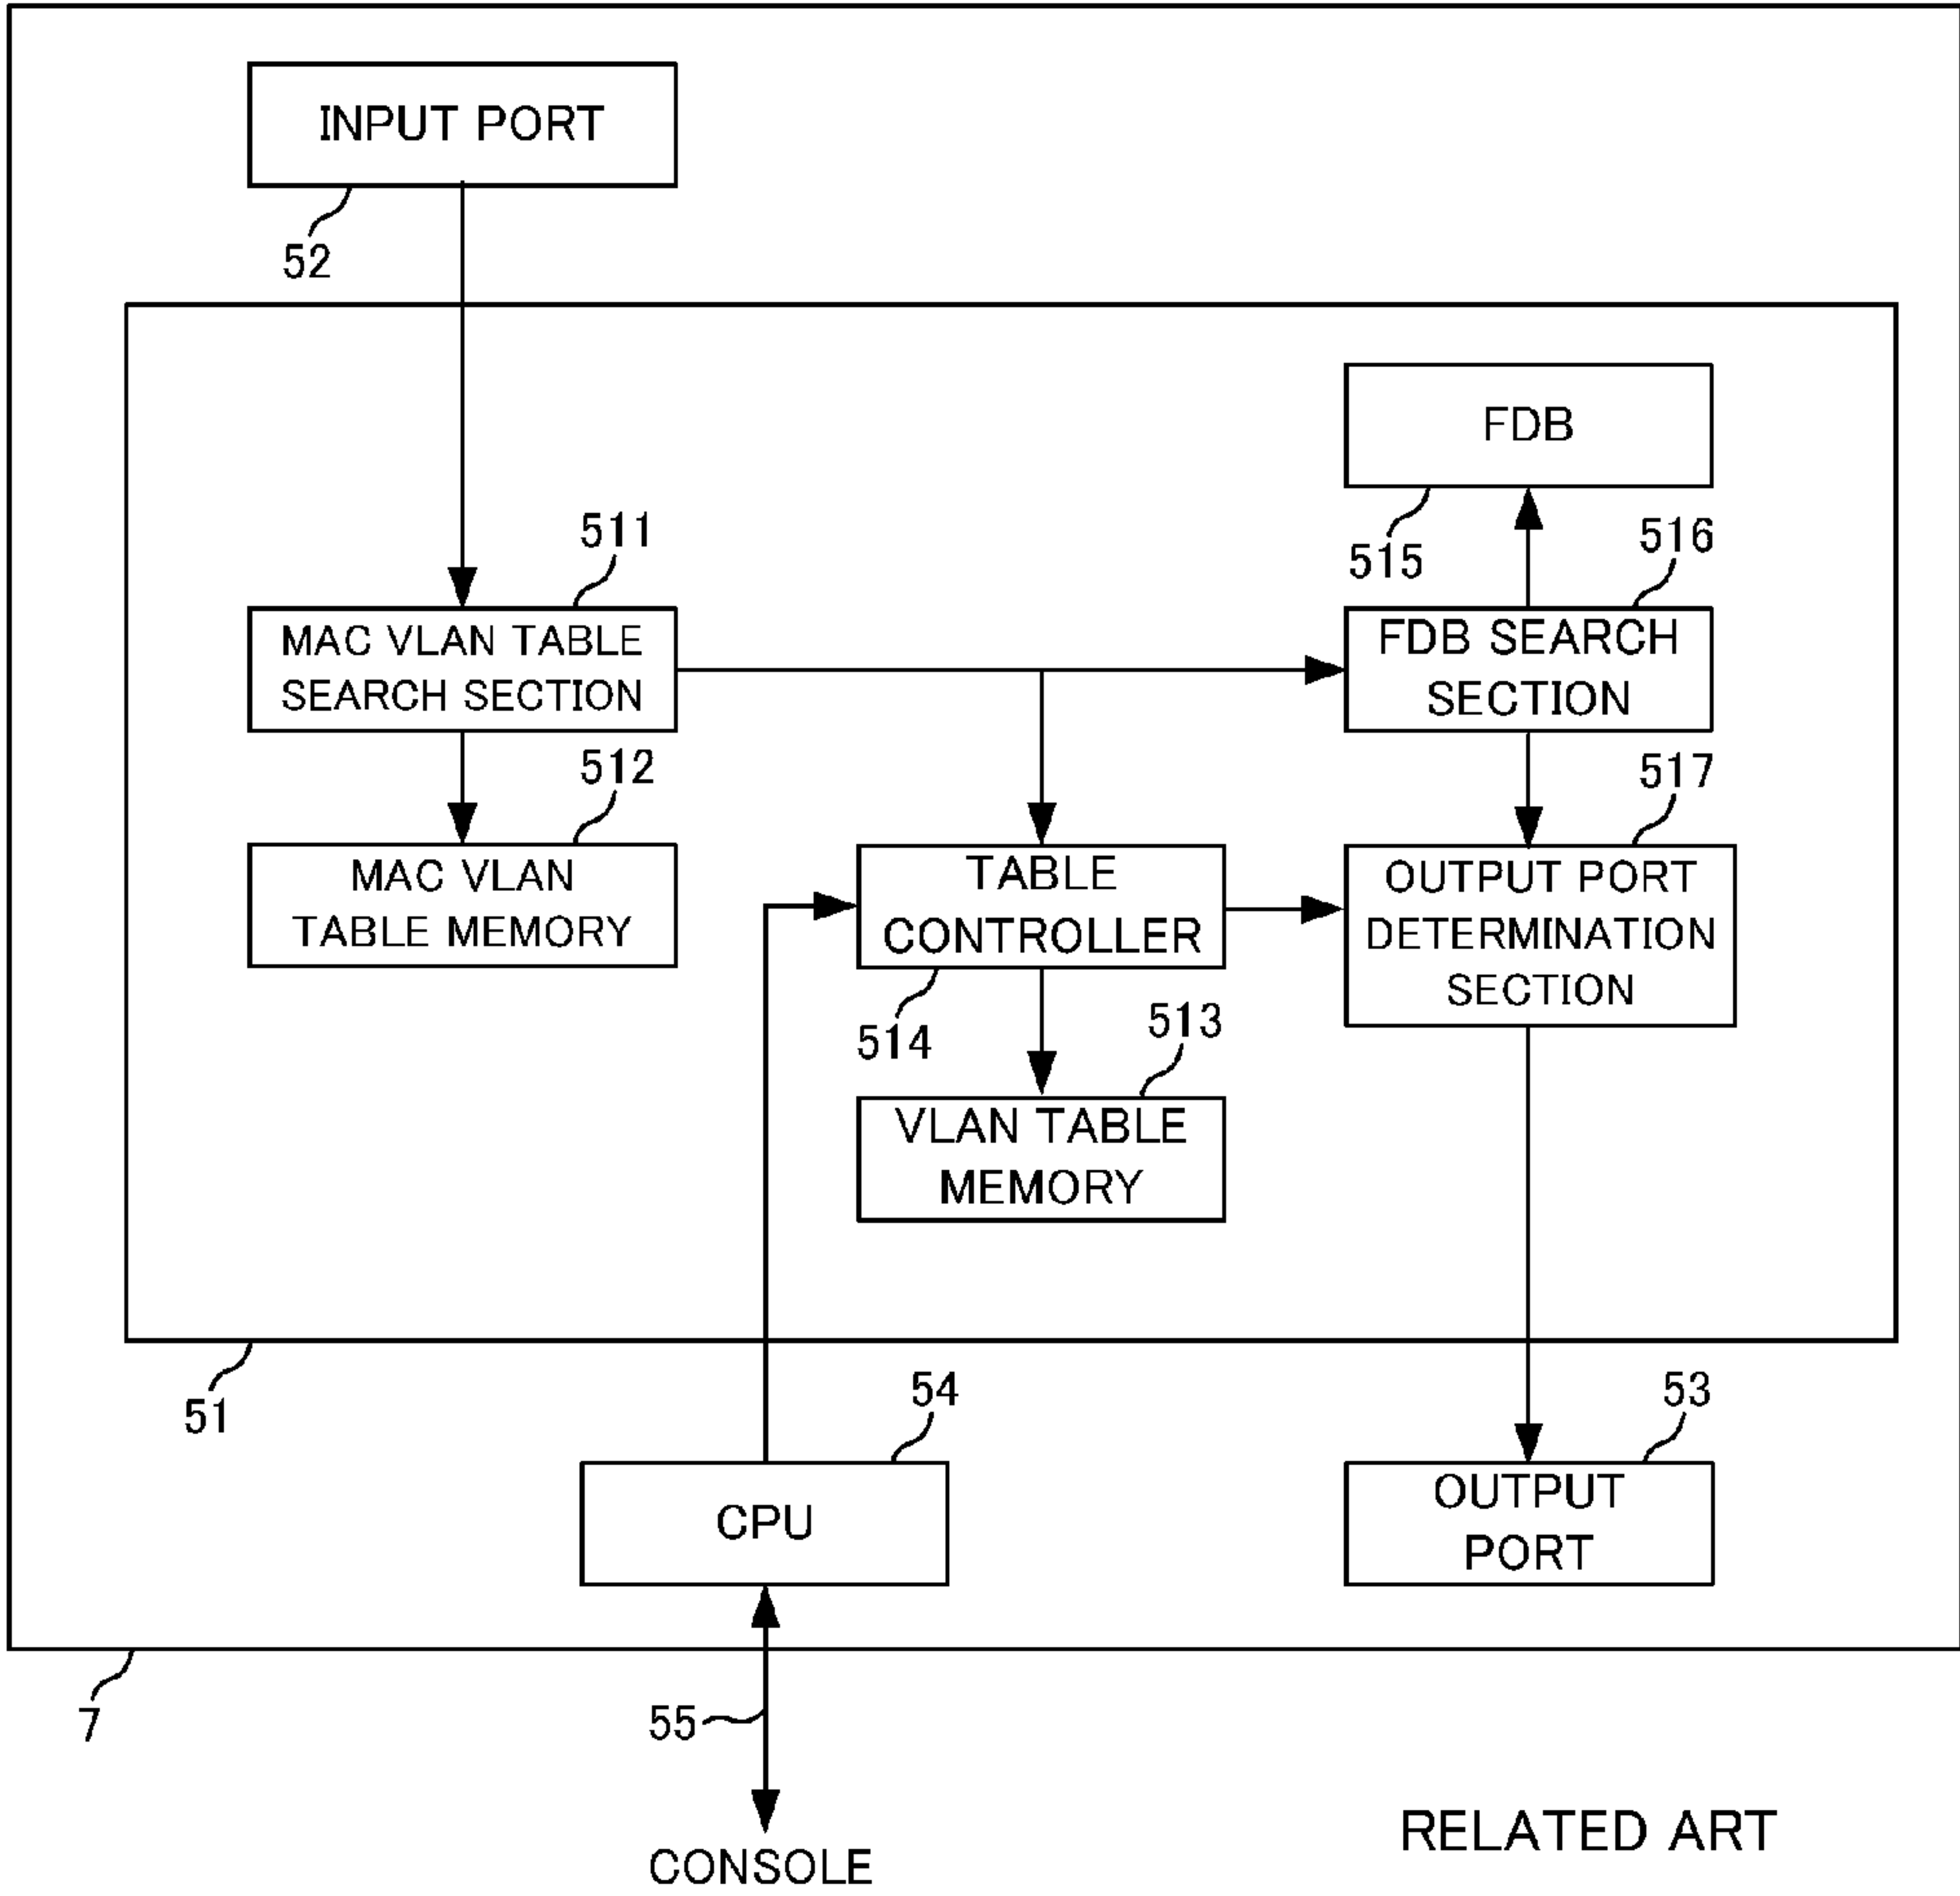 INPUT PORT
52
FDB
515
511
516
MAC VLAN TABLE
SEARCH SECTION
FDB SEARCH
SECTION
512
517
MAC VLAN
TABLE MEMORY
TABLE
CONTROLLER
OUTPUT PORT
DETERMINATION
SECTION
514
513
VLAN TABLE
MEMORY
51
54
53
CPU
OUTPUT
PORT
7
55
CONSOLE
RELATED ART